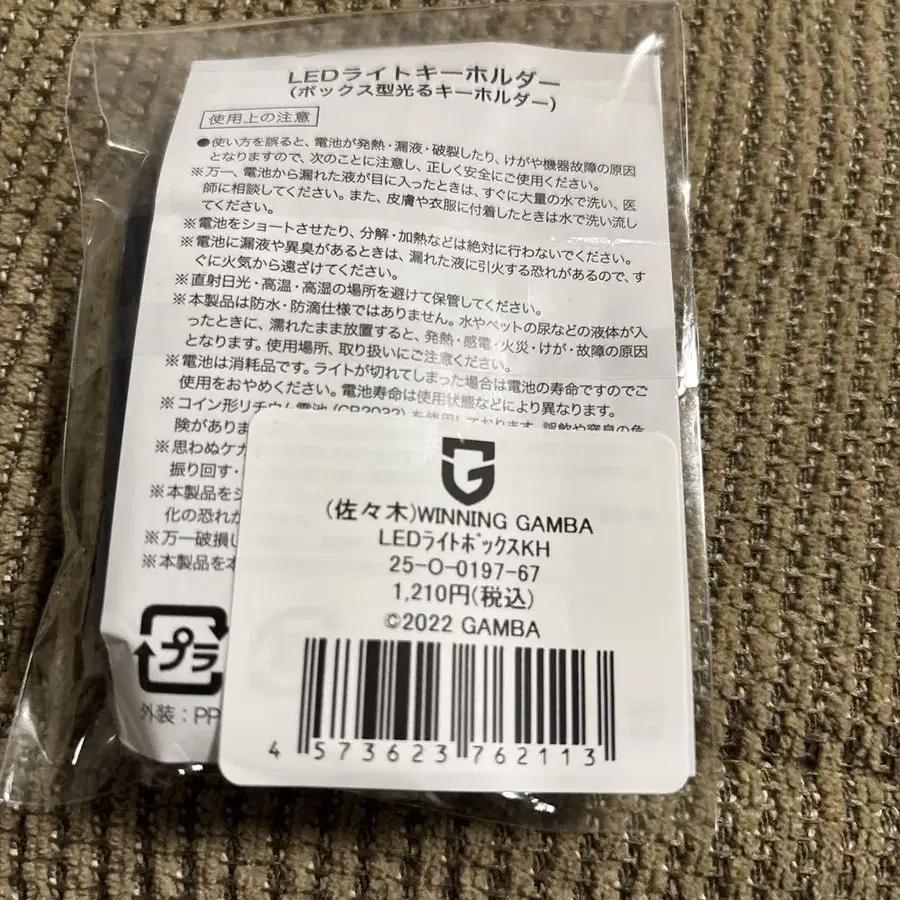 LEDライトキーホルダー
(ボックス型光るキーホルダー)
使用上の注意
●使い方を誤ると、電池が発熱・漏液・破裂したり、けがや機器故障の原因
となりますので、次のことに注意し、正しく安全にご使用ください。
※万一、電池から漏れた液が目に入ったときは、すぐに大量の水で洗い、医
師に相談してください。また、皮膚や衣服に付着したときは水で洗い流し
てください。
※電池をショートさせたり、分解・加熱などは絶対に行わないでください。
※電池に漏液や異臭があるときは、漏れた液に引火する恐れがあるので、す
ぐに火気から遠ざけてください。
※直射日光・高温・高湿の場所を避けて保管してください。
※本製品は防水・防滴仕様ではありません。水やペットの尿などの液体が入
ったときに、濡れたまま放置すると、発熱・感電・火災・けが・故障の原因
となります。使用場所、取り扱いにご注意ください。
※電池は消耗品です。ライトが切れてしまった場合は電池の寿命ですのでご
使用をおやめください。電池寿命は使用状態などにより異なります。
※コイン形リチウム電池(CR2032)を使用しております。誤飲や窒息の危
険がありま
※思わぬケガ
振り回す・
※本製品を
化の恐れが
※万一破損し
※本製品を本
プラ
外装：PP
G
(佐々木)WINNING GAMBA
LEDﾗｲﾄﾎﾞｯｸｽKH
25-O-0197-67
1,210円(税込)
©2022 GAMBA
4 573623 762113